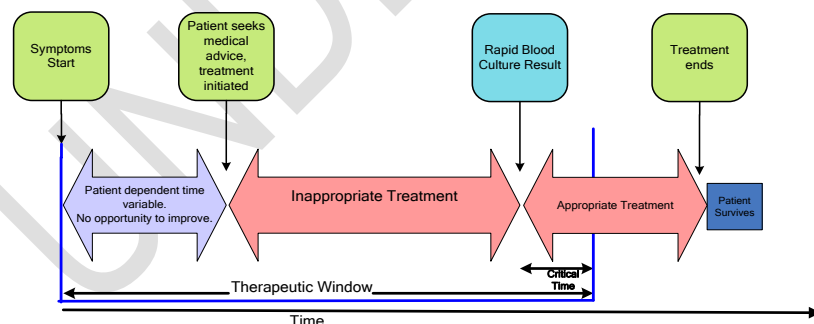 Symptoms
Start
Patient seeks
medical
advice,
treatment
initiated
Rapid Blood
Culture Result
Treatment
ends
Patient dependent time
variable.
No opportunity to improve.
Inappropriate Treatment
Appropriate Treatment
Patient
Survives
Critical
Time
Therapeutic Window
Time
UND